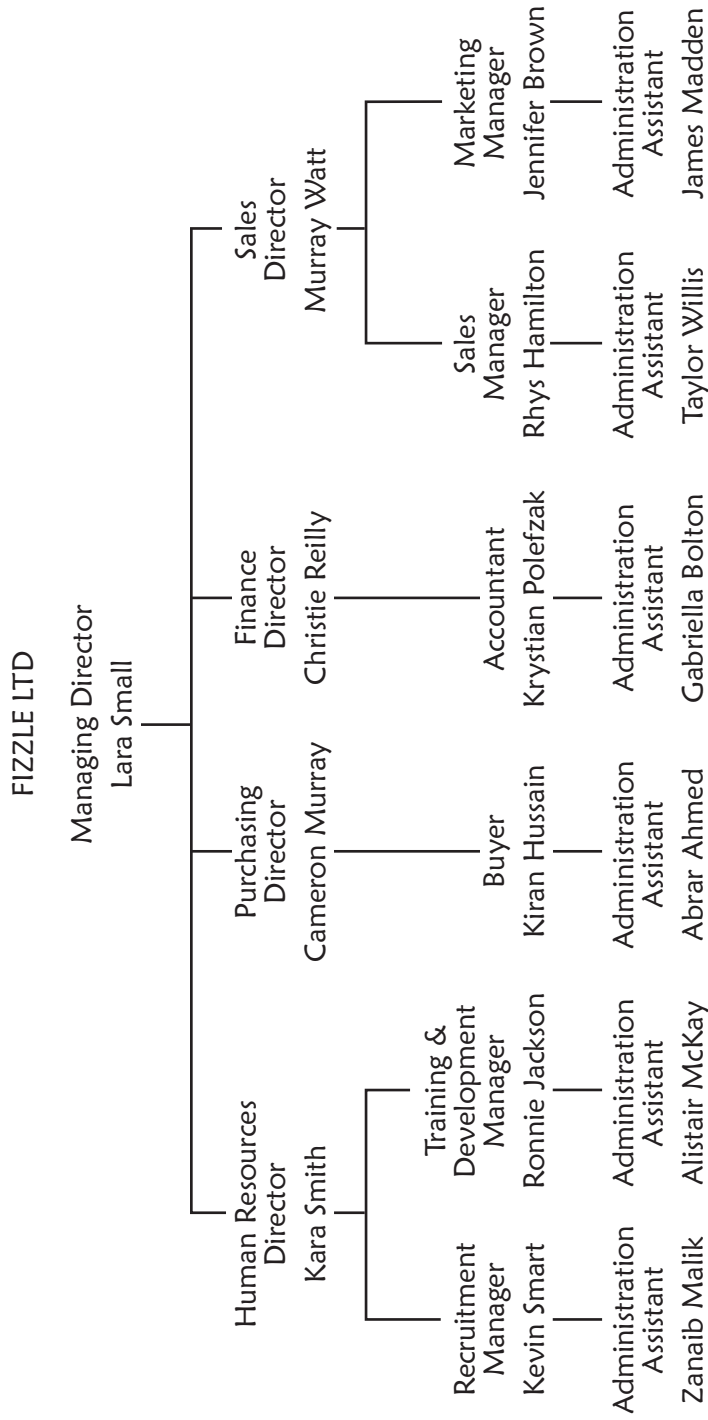 FIZZLE LTD
Managing Director
Lara Small
Human Resources
Director
Kara Smith
Purchasing
Director
Cameron Murray
Finance
Director
Christie Reilly
Sales
Director
Murray Watt
Recruitment
Manager
Kevin Smart
Training &
Development
Manager
Ronnie Jackson
Buyer
Kiran Hussain
Accountant
Krystian Polefzak
Sales
Manager
Rhys Hamilton
Marketing
Manager
Jennifer Brown
Administration
Assistant
Zanaib Malik
Administration
Assistant
Alistair McKay
Administration
Assistant
Abrar Ahmed
Administration
Assistant
Gabriella Bolton
Administration
Assistant
Taylor Willis
Administration
Assistant
James Madden